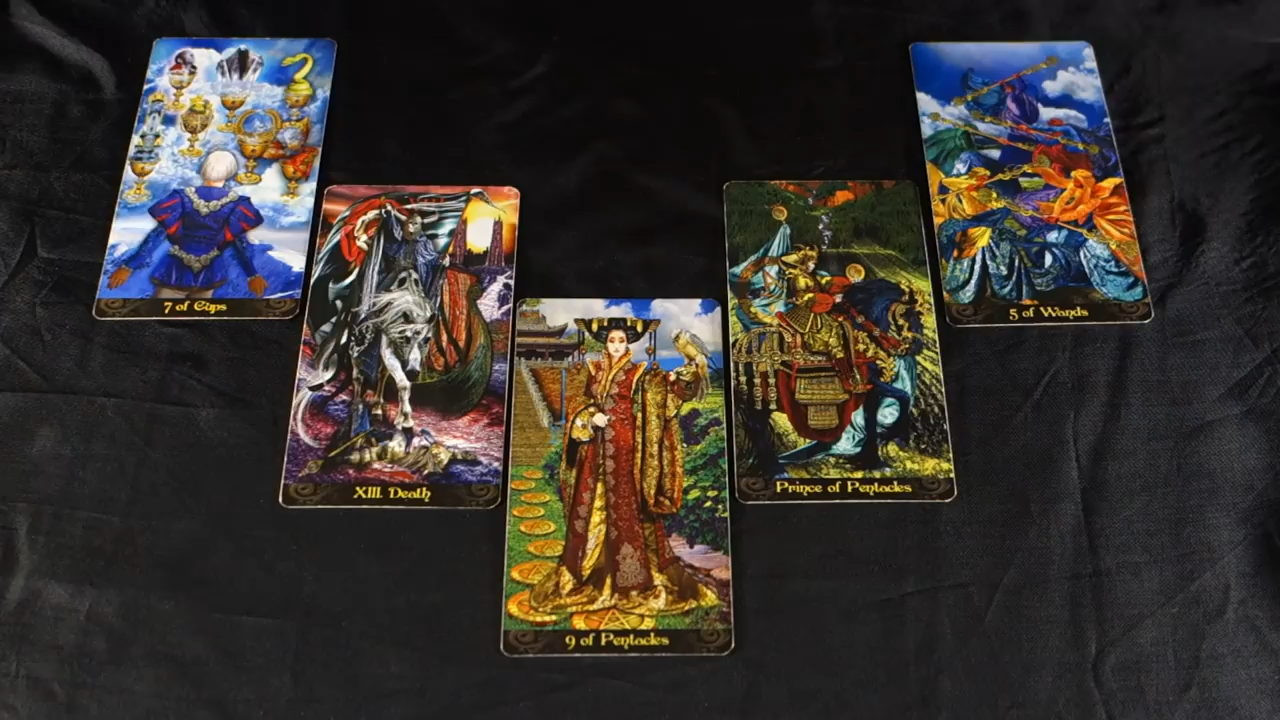 7 of Cups
XIII. Death
9 of Pentacles
Prince of Pentacles
5 of Wands